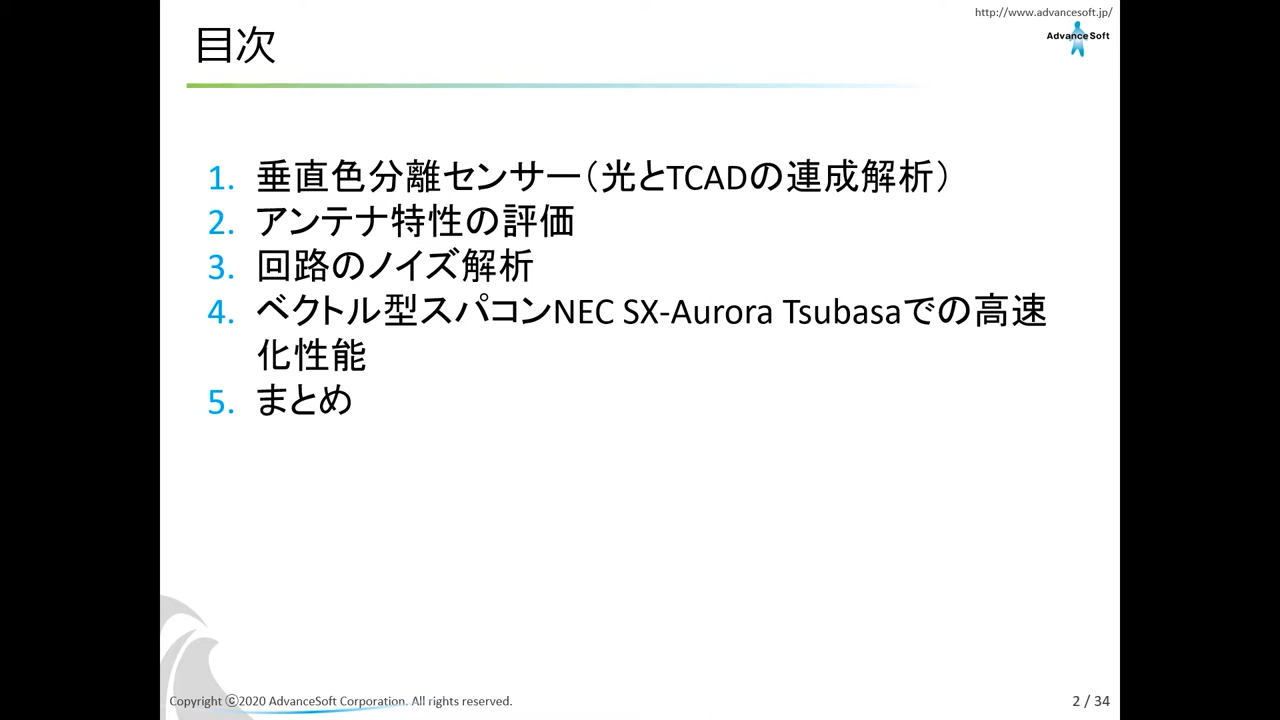 http://www.advancesoft.jp/
目次
AdvanceSoft
1. 垂直色分離センサー（光とTCADの連成解析）
2. アンテナ特性の評価
3. 回路のノイズ解析
4. ベクトル型スパコンNEC SX-Aurora Tsubasaでの高速
化性能
5. まとめ
Copyright ⓒ2020 AdvanceSoft Corporation. All rights reserved.
2 / 34